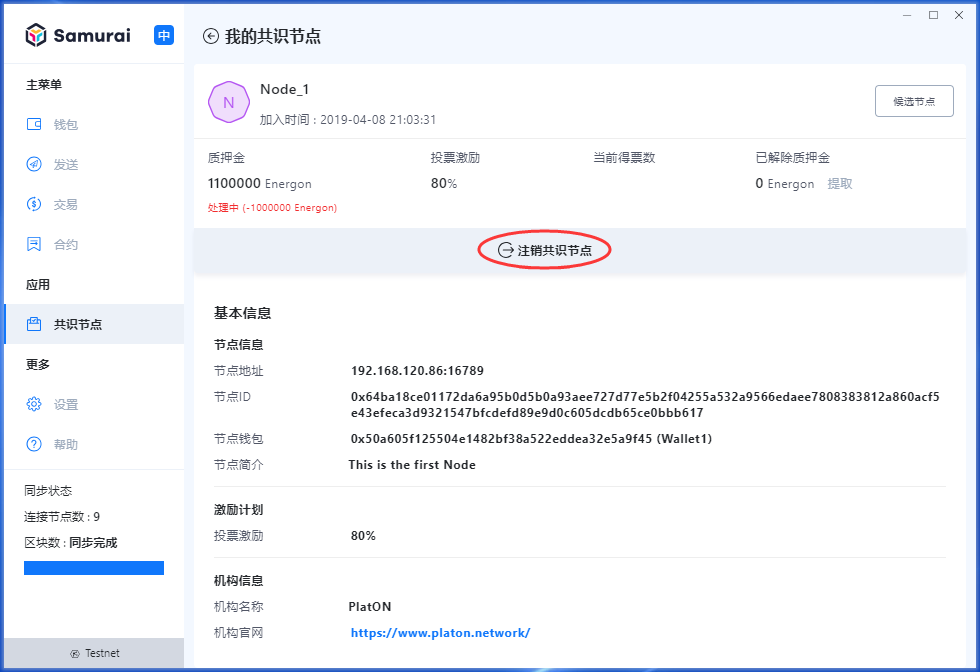 Samurai
中
主菜单
钱包
发送
交易
合约
应用
共识节点
更多
设置
帮助
同步状态
连接节点数 : 9
区块数 : 同步完成
Testnet
我的共识节点
N
Node_1
加入时间 : 2019-04-08 21:03:31
候选节点
质押金 投票激励 当前得票数 已解除质押金
1100000 Energon 80% 0 Energon 提取
处理中 (-1000000 Energon)
注销共识节点
基本信息
节点信息
节点地址 192.168.120.86:16789
节点ID 0x64ba18ce01172da6a95b0d5b0a93aee727d77e5b2f04255a532a9566edaee7808383812a860acf5
e43efeca3d9321547bfcdefd89e9d0c605dcdb65ce0bbb617
节点钱包 0x50a605f125504e1482bf38a522eddea32e5a9f45 (Wallet1)
节点简介 This is the first Node
激励计划
投票激励 80%
机构信息
机构名称 PlatON
机构官网 https://www.platon.network/